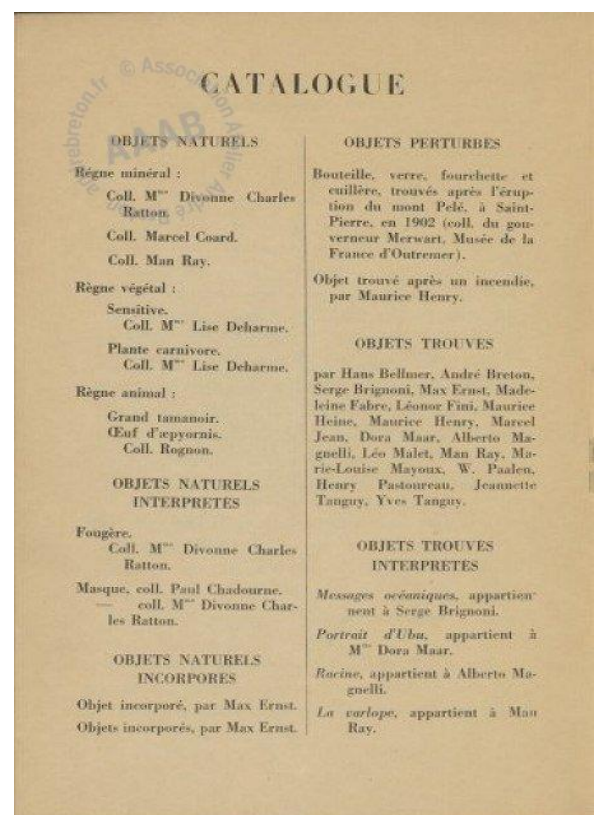 CATALOGUE
OBJETS NATURELS
Régne minéral :
Coll. Mme Divonne Charles
Ratton.
Coll. Marcel Coard.
Coll. Man Ray.
Règne végétal :
Sensitive.
Coll. Mme Lise Deharme.
Plante carnivore.
Coll. Mme Lise Deharme.
Règne animal :
Grand tamanoir.
Œuf d'æpyornis.
Coll. Rognon.
OBJETS NATURELS
INTERPRETES
Fougère.
Coll. Mme Divonne Charles
Ratton.
Masque, coll. Paul Chadourne.
— coll. Mme Divonne Char-
les Ratton.
OBJETS NATURELS
INCORPORES
Objet incorporé, par Max Ernst.
Objets incorporés, par Max Ernst.
OBJETS PERTURBES
Bouteille, verre, fourchette et
cuillère, trouvés après l'érup-
tion du mont Pelé, à Saint-
Pierre, en 1902 (coll. du gou-
verneur Merwart, Musée de la
France d'Outremer).
Objet trouvé après un incendie,
par Maurice Henry.
OBJETS TROUVES
par Hans Bellmer, André Breton,
Serge Brignoni, Max Ernst, Made-
leine Fabre, Léonor Fini, Maurice
Heine, Maurice Henry, Marcel
Jean, Dora Maar, Alberto Ma-
gnelli, Léo Malet, Man Ray, Ma-
rie-Louise Mayoux, W. Paalen,
Henry Pastoureau, Jeannette
Tanguy, Yves Tanguy.
OBJETS TROUVES
INTERPRETES
Messages océaniques, appartien-
nent à Serge Brignoni.
Portrait d'Ubu, appartient à
Mme Dora Maar.
Racine, appartient à Alberto Ma-
gnelli.
La varlope, appartient à Man
Ray.
© Association Atelier André
andrebreton.fr
AAAB